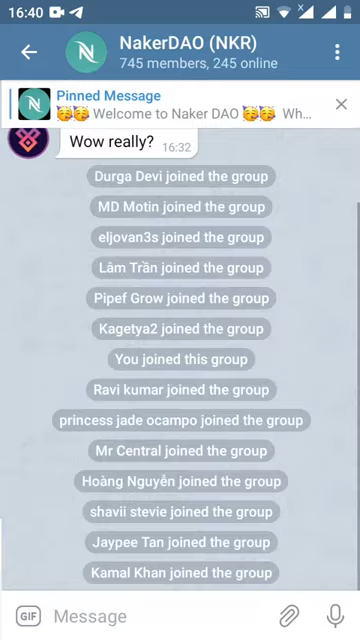 16:40
NakerDAO (NKR)
745 members, 245 online
Pinned Message
🥳🥳 Welcome to Naker DAO 🥳🥳 Wh...
Wow really? 16:32
Durga Devi joined the group
MD Motin joined the group
eljovan3s joined the group
Lâm Trần joined the group
Pipef Grow joined the group
Kagetya2 joined the group
You joined this group
Ravi kumar joined the group
princess jade ocampo joined the group
Mr Central joined the group
Hoàng Nguyễn joined the group
shavii stevie joined the group
Jaypee Tan joined the group
Kamal Khan joined the group
GIF Message